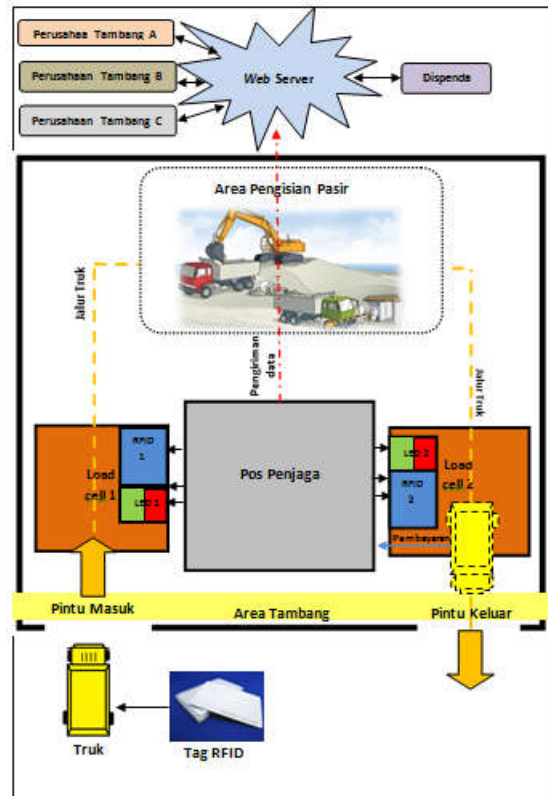 Perusahaa Tambang A
Perusahaan Tambang B
Perusahaan Tambang C
Web Server
Dispenda
Area Pengisian Pasir
Jalur Truk
Pengiriman
data
Jalur Truk
RFID
1
Load
cell 1
LED 1
Pos Penjaga
LED 2
Load
cell 2
RFID
2
Pembayaran
Pintu Masuk
Area Tambang
Pintu Keluar
Truk
Tag RFID